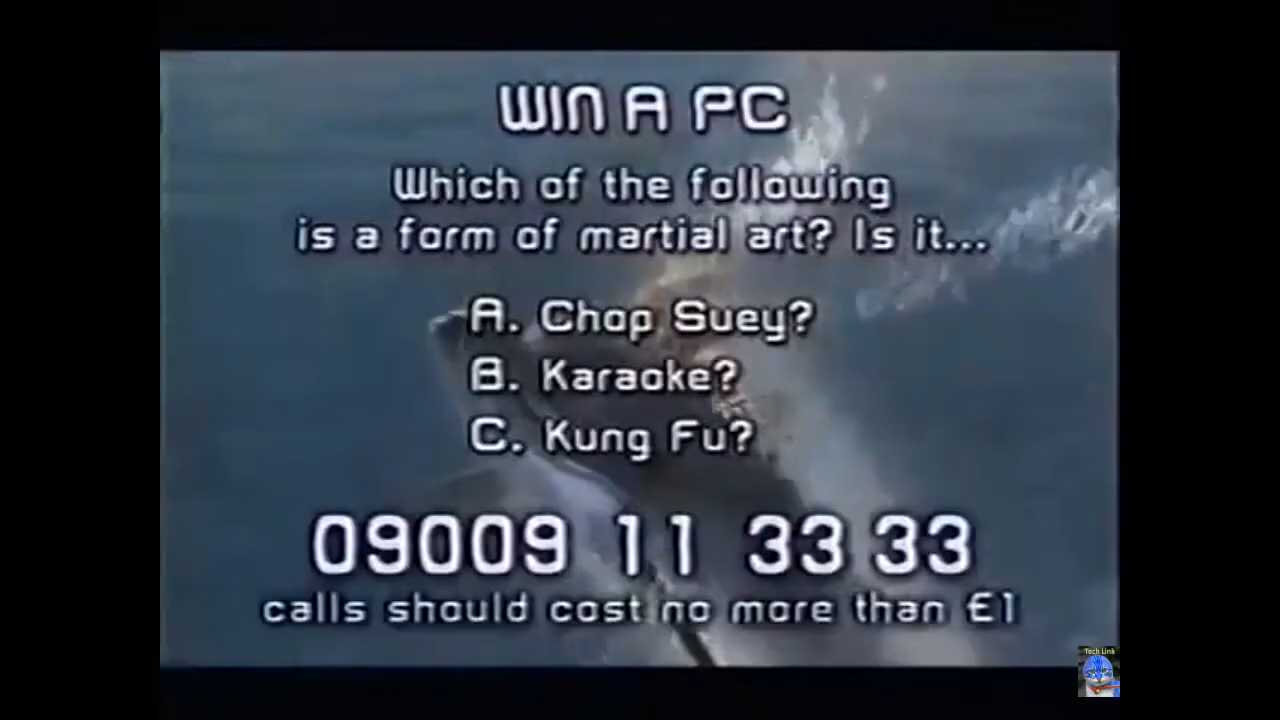 WIN A PC
Which of the following
is a form of martial art? Is it...
A. Chop Suey?
B. Karaoke?
C. Kung Fu?
09009 11 33 33
calls should cost no more than £1
Tech Link